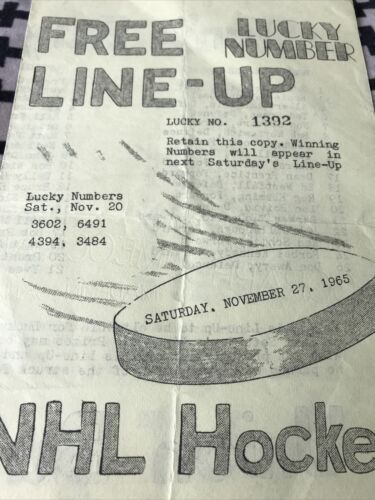 FREE
LINE-UP
LUCKY
NUMBER
LUCKY NO. 1392
Retain this copy. Winning
Numbers will appear in
next Saturday's Line-Up
Lucky Numbers
Sat., Nov. 20
3602, 6491
4394, 3484
SATURDAY, NOVEMBER 27, 1965
NHL Hocke